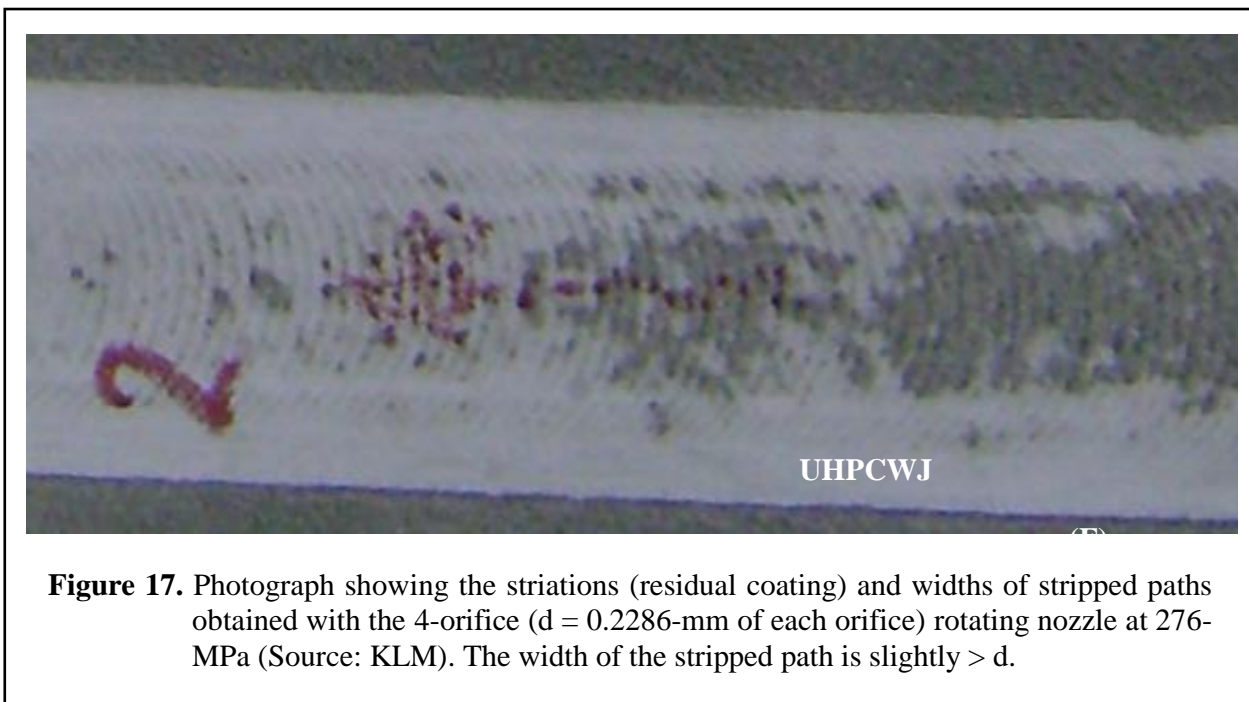 2
UHPCWJ
Figure 17. Photograph showing the striations (residual coating) and widths of stripped paths
obtained with the 4-orifice (d = 0.2286-mm of each orifice) rotating nozzle at 276-
MPa (Source: KLM). The width of the stripped path is slightly > d.